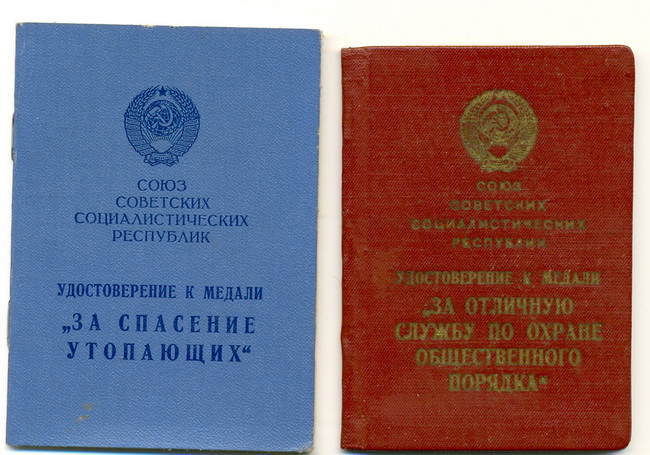 СОЮЗ
СОВЕТСКИХ
СОЦИАЛИСТИЧЕСКИХ
РЕСПУБЛИК
УДОСТОВЕРЕНИЕ К МЕДАЛИ
„ЗА СПАСЕНИЕ
УТОПАЮЩИХ“
СОЮЗ
СОВЕТСКИХ
СОЦИАЛИСТИЧЕСКИХ
РЕСПУБЛИК
УДОСТОВЕРЕНИЕ К МЕДАЛИ
„ЗА ОТЛИЧНУЮ
СЛУЖБУ ПО ОХРАНЕ
ОБЩЕСТВЕННОГО
ПОРЯДКА“